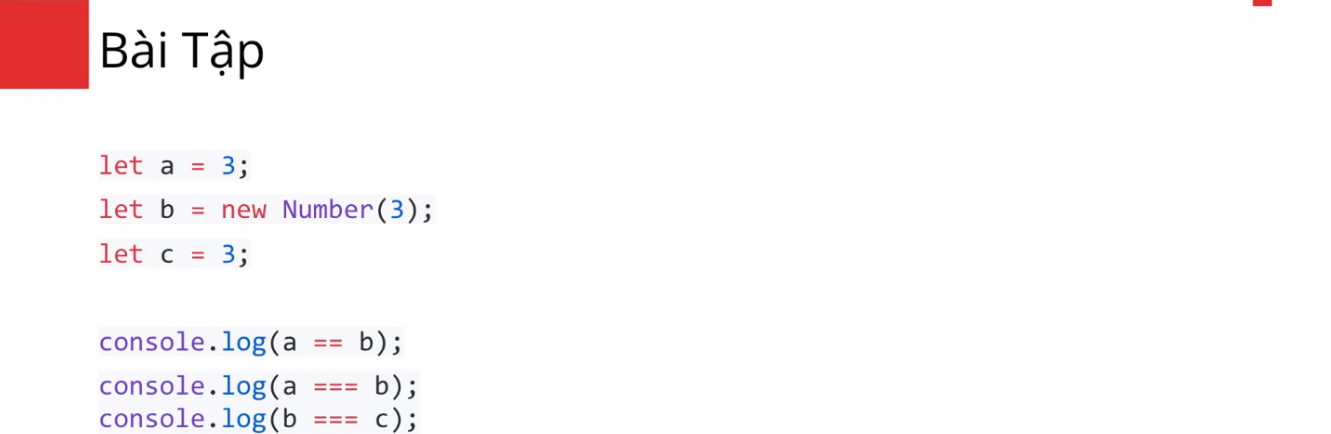 Bài Tập
let a = 3;
let b = new Number(3);
let c = 3;
console.log(a == b);
console.log(a === b);
console.log(b === c);